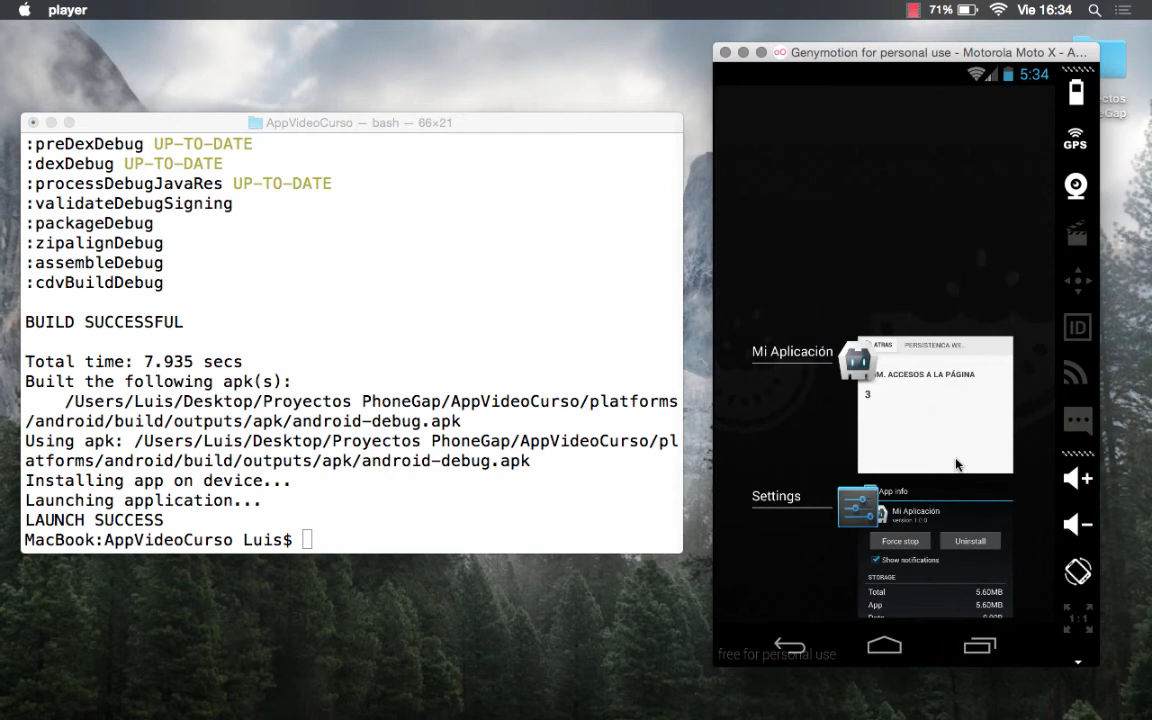 player
71%
Vie 16:34
AppVideoCurso — bash — 66×21
:preDexDebug UP-TO-DATE
:dexDebug UP-TO-DATE
:processDebugJavaRes UP-TO-DATE
:validateDebugSigning
:packageDebug
:zipalignDebug
:assembleDebug
:cdvBuildDebug
BUILD SUCCESSFUL
Total time: 7.935 secs
Built the following apk(s):
/Users/Luis/Desktop/Proyectos PhoneGap/AppVideoCurso/platforms
/android/build/outputs/apk/android-debug.apk
Using apk: /Users/Luis/Desktop/Proyectos PhoneGap/AppVideoCurso/pl
atforms/android/build/outputs/apk/android-debug.apk
Installing app on device...
Launching application...
LAUNCH SUCCESS
MacBook:AppVideoCurso Luis$
Genymotion for personal use - Motorola Moto X - A...
5:34
GPS
ID
1:1
Mi Aplicación
ATRAS
PERSISTENCA WE..
ACCESOS A LA PÁGINA
3
Settings
App info
Mi Aplicación
version 1.0.0
Force stop
Uninstall
Show notifications
STORAGE
Total 5.60MB
App 5.60MB
free for personal use